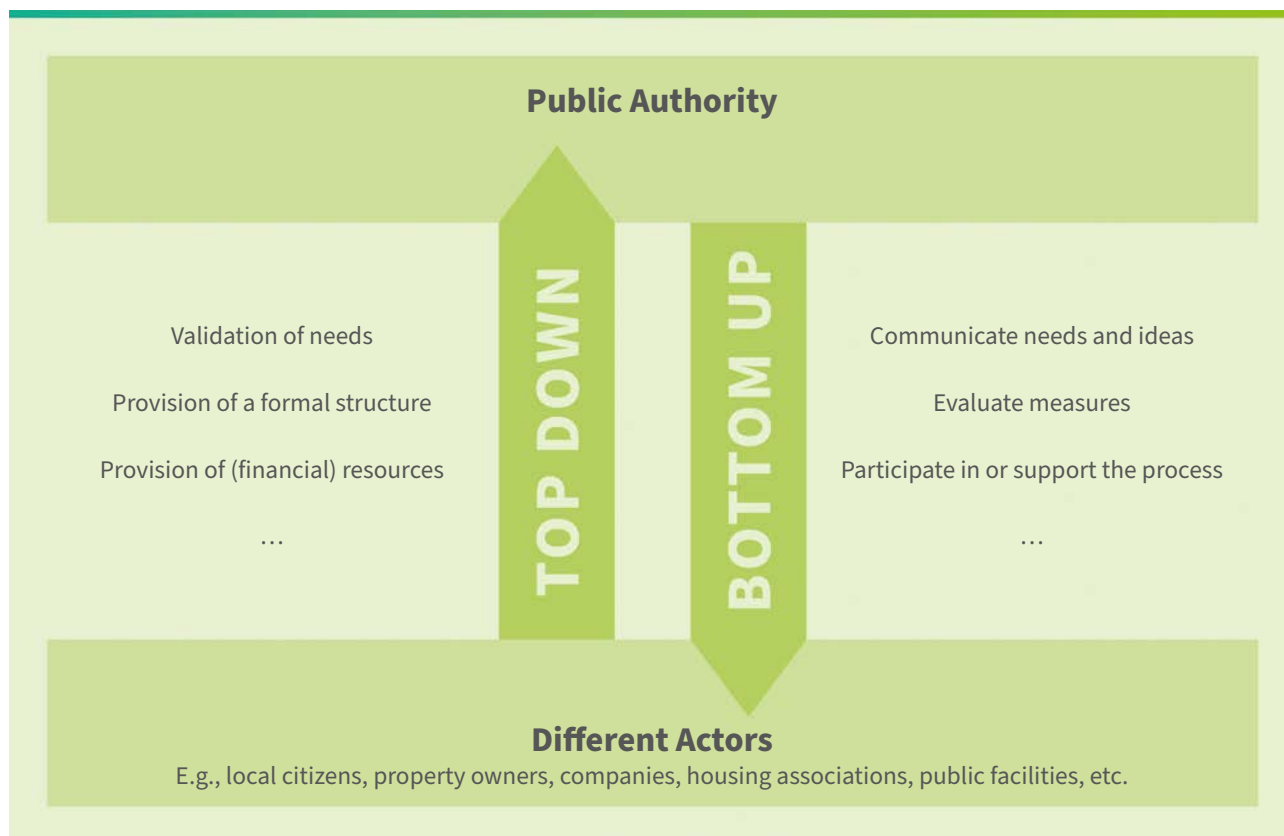 Public Authority
TOP DOWN
BOTTOM UP
Validation of needs
Provision of a formal structure
Provision of (financial) resources
…
Communicate needs and ideas
Evaluate measures
Participate in or support the process
…
Different Actors
E.g., local citizens, property owners, companies, housing associations, public facilities, etc.